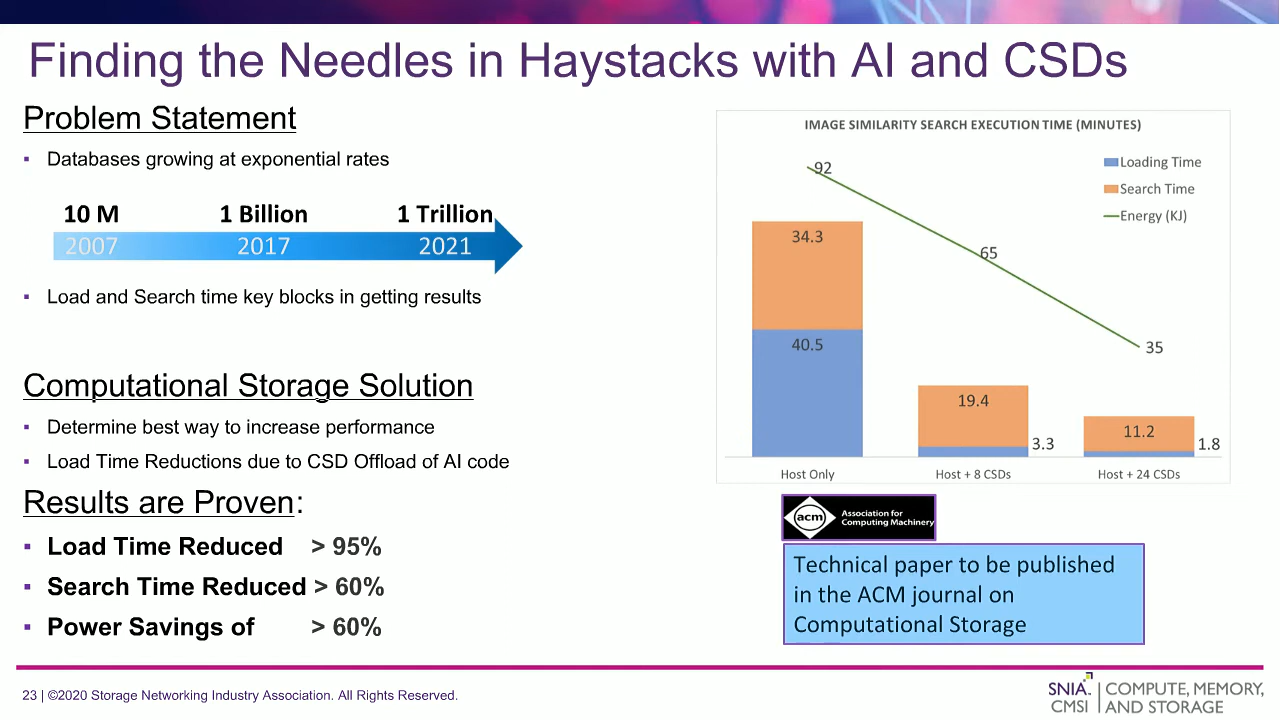 Finding the Needles in Haystacks with AI and CSDs
Problem Statement
▪ Databases growing at exponential rates
10 M 1 Billion 1 Trillion
2007 2017 2021
▪ Load and Search time key blocks in getting results
Computational Storage Solution
▪ Determine best way to increase performance
▪ Load Time Reductions due to CSD Offload of AI code
Results are Proven:
▪ Load Time Reduced > 95%
▪ Search Time Reduced > 60%
▪ Power Savings of > 60%
IMAGE SIMILARITY SEARCH EXECUTION TIME (MINUTES)
Loading Time
Search Time
Energy (KJ)
92
65
35
34.3
40.5
19.4
3.3
11.2
1.8
Host Only Host + 8 CSDs Host + 24 CSDs
acm
Association for
Computing Machinery
Technical paper to be published
in the ACM journal on
Computational Storage
23 | ©2020 Storage Networking Industry Association. All Rights Reserved.
SNIA.
CMSI
COMPUTE, MEMORY,
AND STORAGE